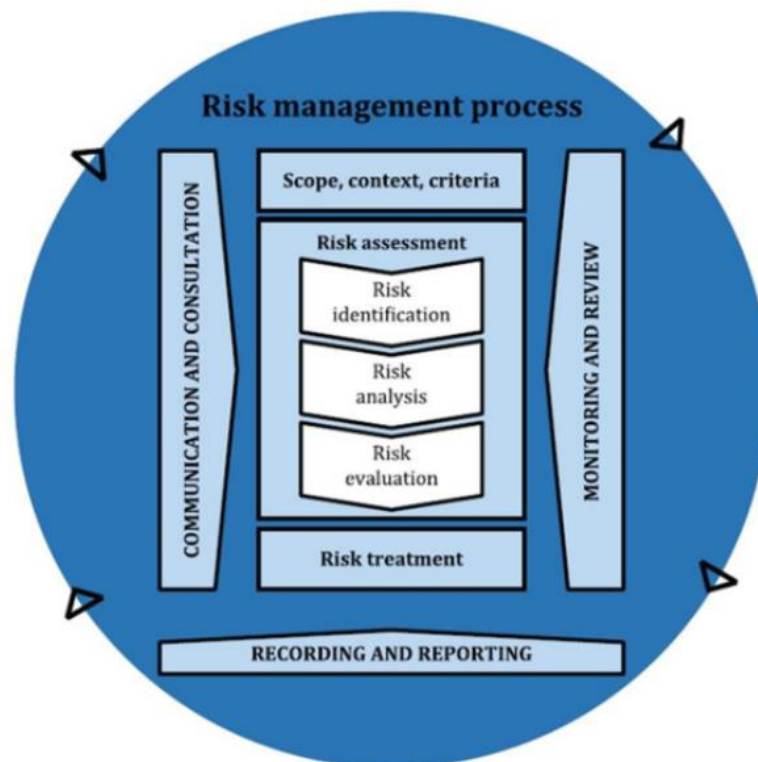 Risk management process
COMMUNICATION AND CONSULTATION
Scope, context, criteria
Risk assessment
Risk
identification
Risk
analysis
Risk
evaluation
Risk treatment
MONITORING AND REVIEW
RECORDING AND REPORTING